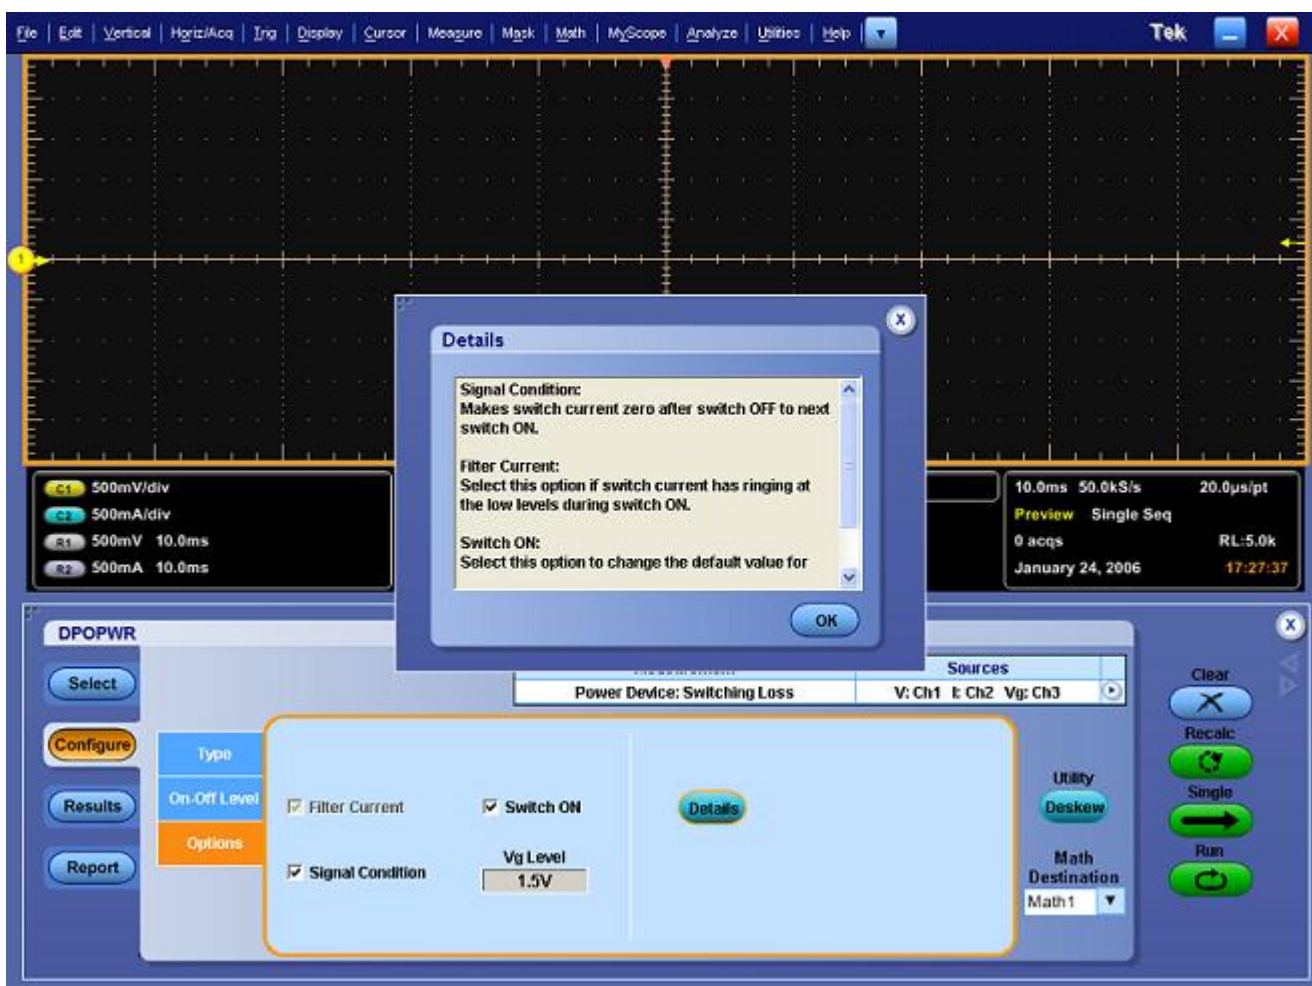 File | Edit | Vertical | Horiz/Acq | Trig | Display | Cursor | Measure | Mask | Math | MyScope | Analyze | Utilities | Help
Tek
X
1
Details
X
Signal Condition:
Makes switch current zero after switch OFF to next
switch ON.
Filter Current:
Select this option if switch current has ringing at
the low levels during switch ON.
Switch ON:
Select this option to change the default value for
OK
C1 500mV/div
C2 500mA/div
R1 500mV 10.0ms
R2 500mA 10.0ms
10.0ms 50.0kS/s 20.0µs/pt
Preview Single Seq
0 acqs RL:5.0k
January 24, 2006 17:27:37
DPOPWR
X
Select
Configure
Results
Report
Sources
Power Device: Switching Loss V: Ch1 I: Ch2 Vg: Ch3
Type
On-Off Level
Options
Filter Current
Switch ON
Details
Signal Condition
Vg Level
1.5V
Utility
Deskew
Math
Destination
Math1
Clear
Recalc
Single
Run